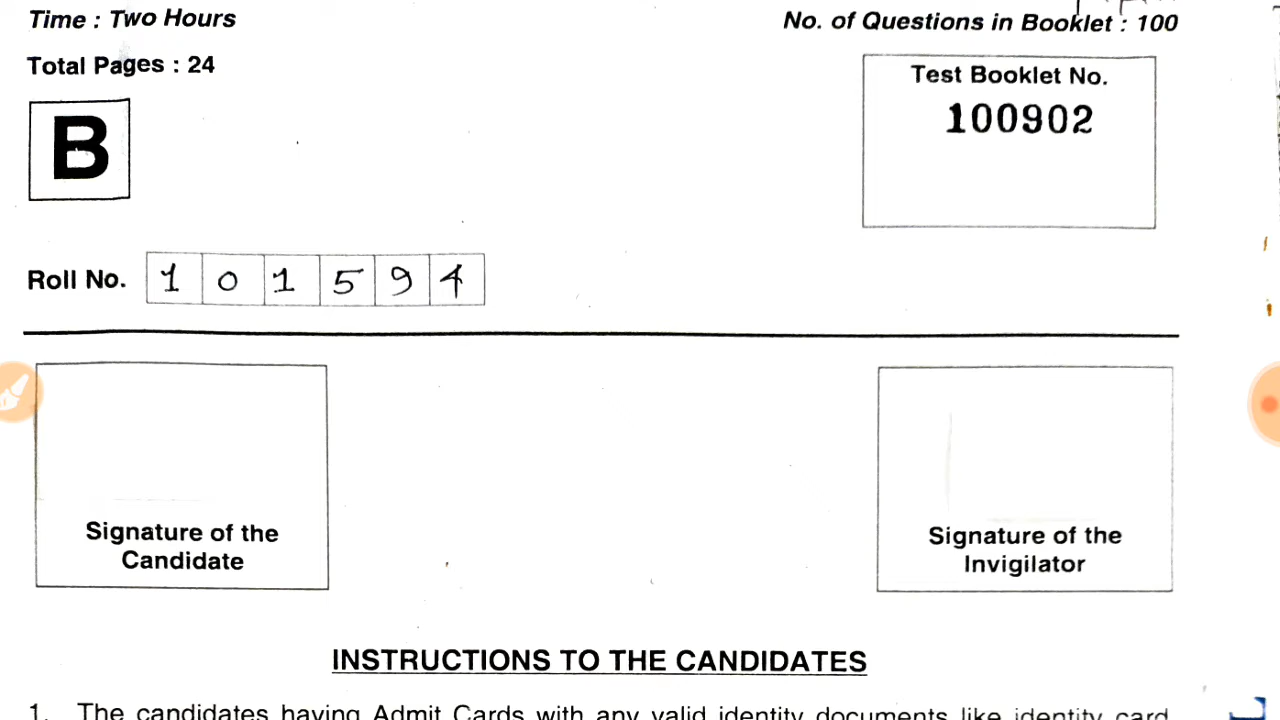 Time : Two Hours
No. of Questions in Booklet : 100
Total Pages : 24
Test Booklet No.
100902
B
Roll No. 1 0 1 5 9 4
Signature of the
Candidate
Signature of the
Invigilator
INSTRUCTIONS TO THE CANDIDATES
1. The candidates having Admit Cards with any valid identity documents like identity card